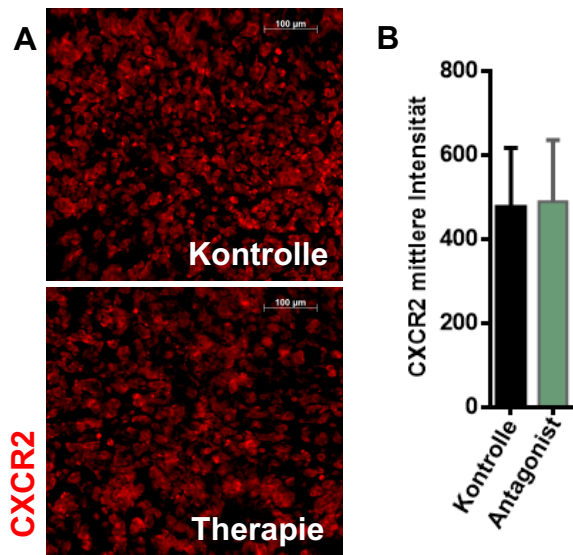 A
100 µm
Kontrolle
100 µm
Therapie
CXCR2
B
CXCR2 mittlere Intensität
800
600
400
200
0
Kontrolle
Antagonist